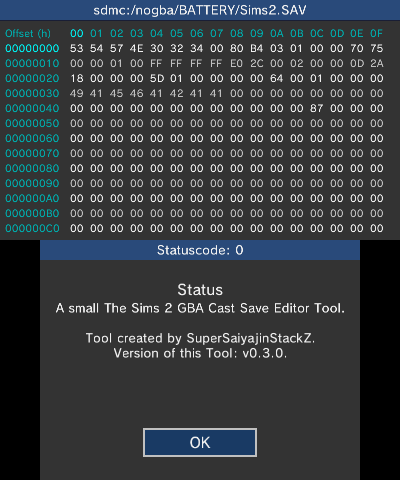 sdmc:/nogba/BATTERY/Sims2.SAV
Offset (h) 00 01 02 03 04 05 06 07 08 09 0A 0B 0C 0D 0E 0F
00000000 53 54 57 4E 30 32 34 00 80 B4 03 01 00 00 70 75
00000010 00 00 01 00 FF FF FF FF E0 2C 00 02 00 00 0D 2A
00000020 18 00 00 00 5D 01 00 00 00 00 64 00 01 00 00 00
00000030 49 41 45 46 41 42 41 41 00 00 00 00 00 00 00 00
00000040 00 00 00 00 00 00 00 00 00 00 00 00 87 00 00 00
00000050 00 00 00 00 00 00 00 00 00 00 00 00 00 00 00 00
00000060 00 00 00 00 00 00 00 00 00 00 00 00 00 00 00 00
00000070 00 00 00 00 00 00 00 00 00 00 00 00 00 00 00 00
00000080 00 00 00 00 00 00 00 00 00 00 00 00 00 00 00 00
00000090 00 00 00 00 00 00 00 00 00 00 00 00 00 00 00 00
000000A0 00 00 00 00 00 00 00 00 00 00 00 00 00 00 00 00
000000B0 00 00 00 00 00 00 00 00 00 00 00 00 00 00 00 00
000000C0 00 00 00 00 00 00 00 00 00 00 00 00 00 00 00 00
Statuscode: 0
Status
A small The Sims 2 GBA Cast Save Editor Tool.
Tool created by SuperSaiyajinStackZ.
Version of this Tool: v0.3.0.
OK